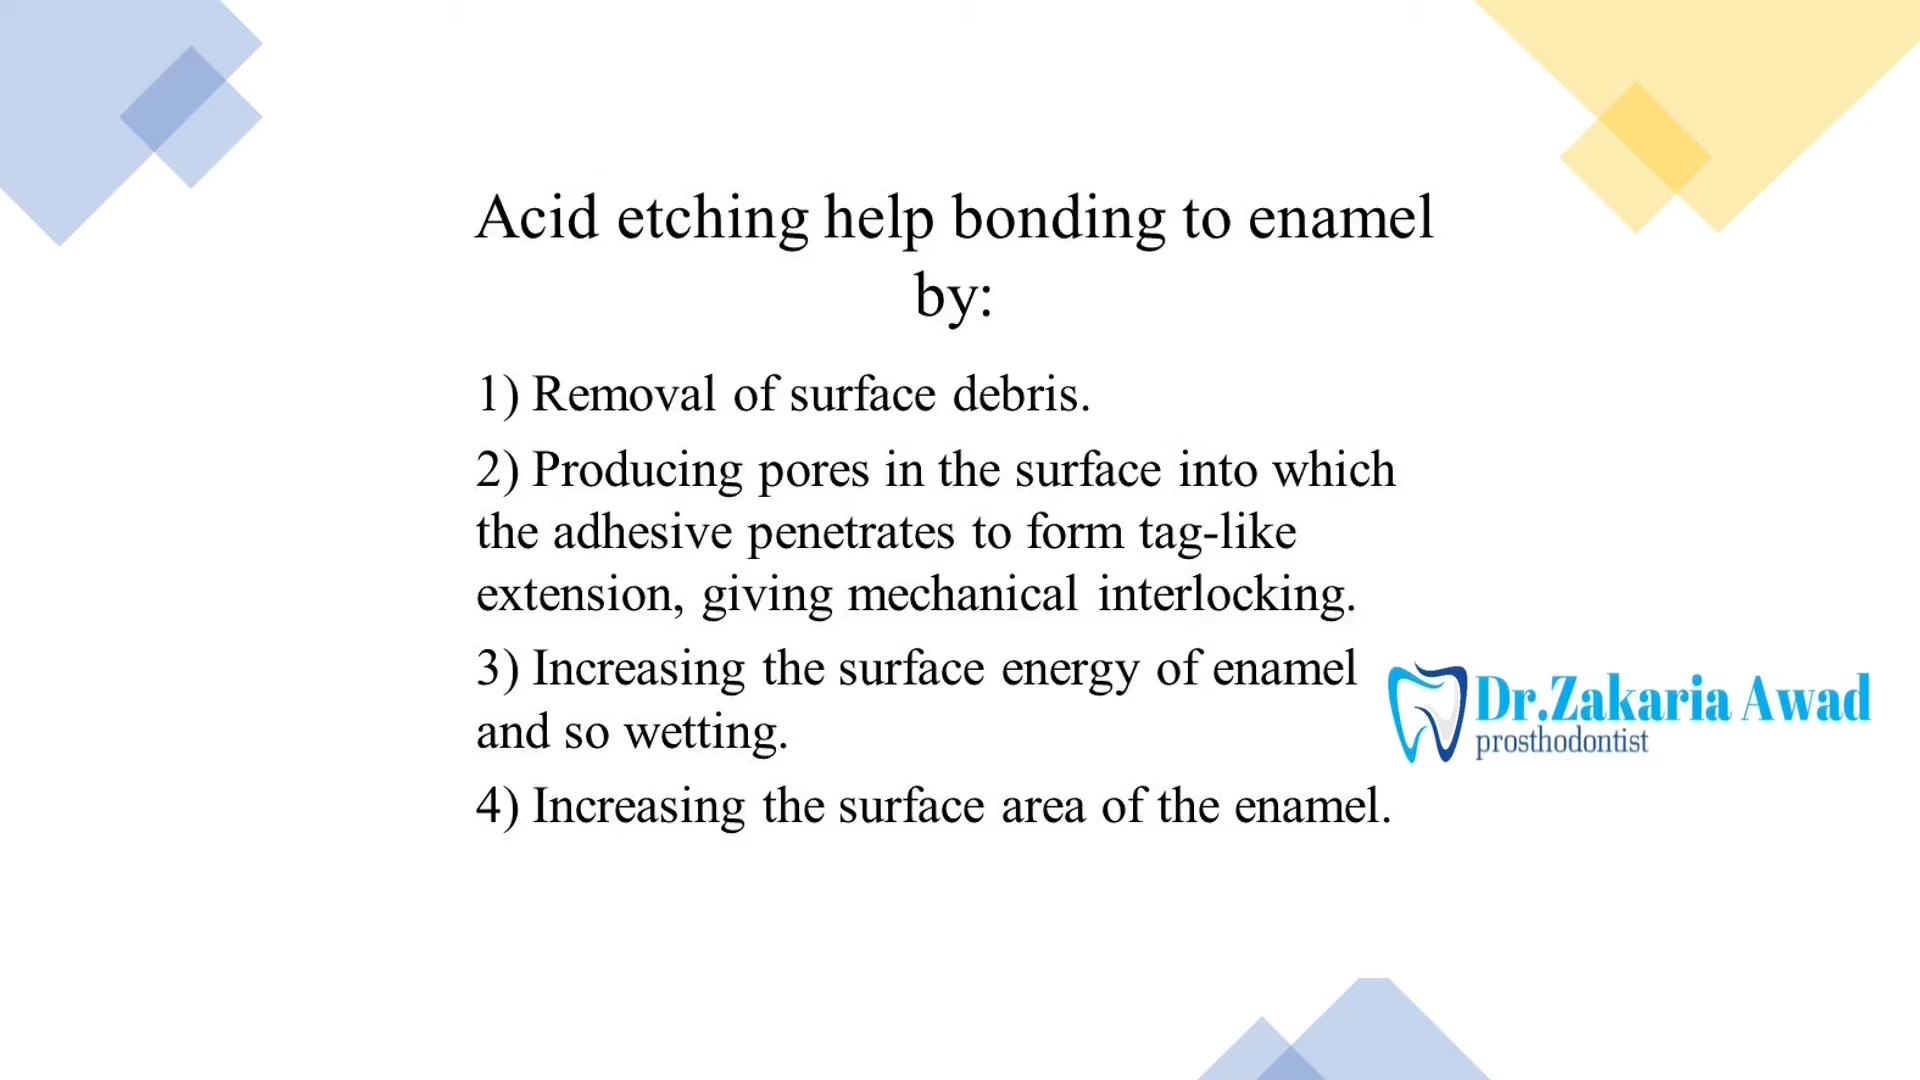 Acid etching help bonding to enamel
by:
1) Removal of surface debris.
2) Producing pores in the surface into which
the adhesive penetrates to form tag-like
extension, giving mechanical interlocking.
3) Increasing the surface energy of enamel
and so wetting.
4) Increasing the surface area of the enamel.
Dr.Zakaria Awad
prosthodontist